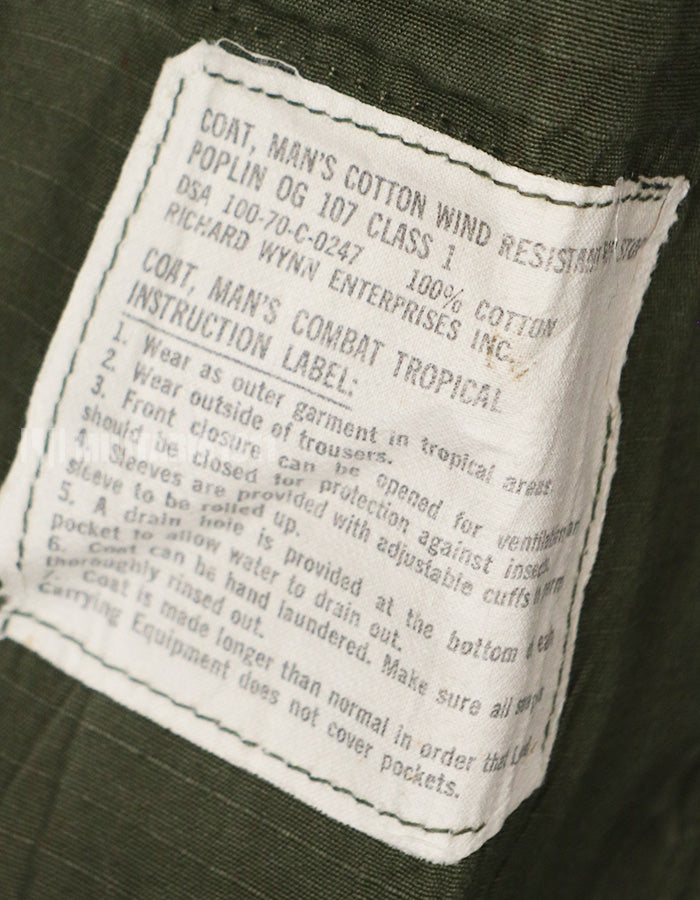 COAT, MAN'S COTTON WIND RESISTANT
POPLIN OG 107 CLASS 1
DSA 100-70-C-0247 100% COTTON
RICHARD WYNN ENTERPRISES INC.
COAT, MAN'S COMBAT TROPICAL
INSTRUCTION LABEL:
1. Wear as outer garment in tropical areas
2. Wear outside of trousers.
3. Front closure can be opened for ventilation or
should be closed for protection against insect
4. Sleeves are provided with adjustable cuffs
sleeve to be rolled up.
5. A drain hole is provided at the bottom of each
pocket to allow water to drain out.
6. Coat can be hand laundered. Make sure all
thoroughly rinsed out.
7. Coat is made longer than normal in order that
Carrying Equipment does not cover pockets.